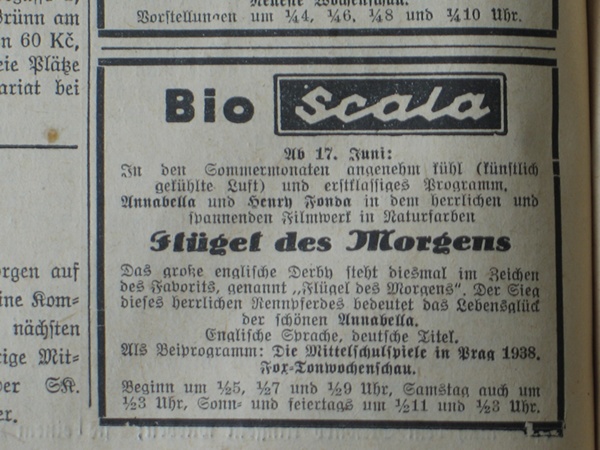 Neueste Wochenschau.
Vorstellungen um ¼4, ¼6, ¼8 und ¾10 Uhr.
Brünn am
n 60 Kč,
eie Plätze
ariat bei
orgen auf
ine Kom-
nächsten
tige Mit-
er SK.
er.
Bio Scala
Ab 17. Juni:
In den Sommermonaten angenehm kühl (künstlich
gekühlte Luft) und erstklassiges Programm,
Annabella und Henry Fonda in dem herrlichen und
spannenden Filmwerk in Naturfarben
Flügel des Morgens
Das große englische Derby steht diesmal im Zeichen
des Favorits, genannt „Flügel des Morgens". Der Sieg
dieses herrlichen Rennpferdes bedeutet das Lebensglück
der schönen Annabella.
Englische Sprache, deutsche Titel.
Als Beiprogramm: Die Mittelschulspiele in Prag 1938.
Fox-Tonwochenschau.
Beginn um ½5, ½7 und ½9 Uhr, Samstag auch um
½3 Uhr, Sonn- und feiertags um ½11 und ½3 Uhr.